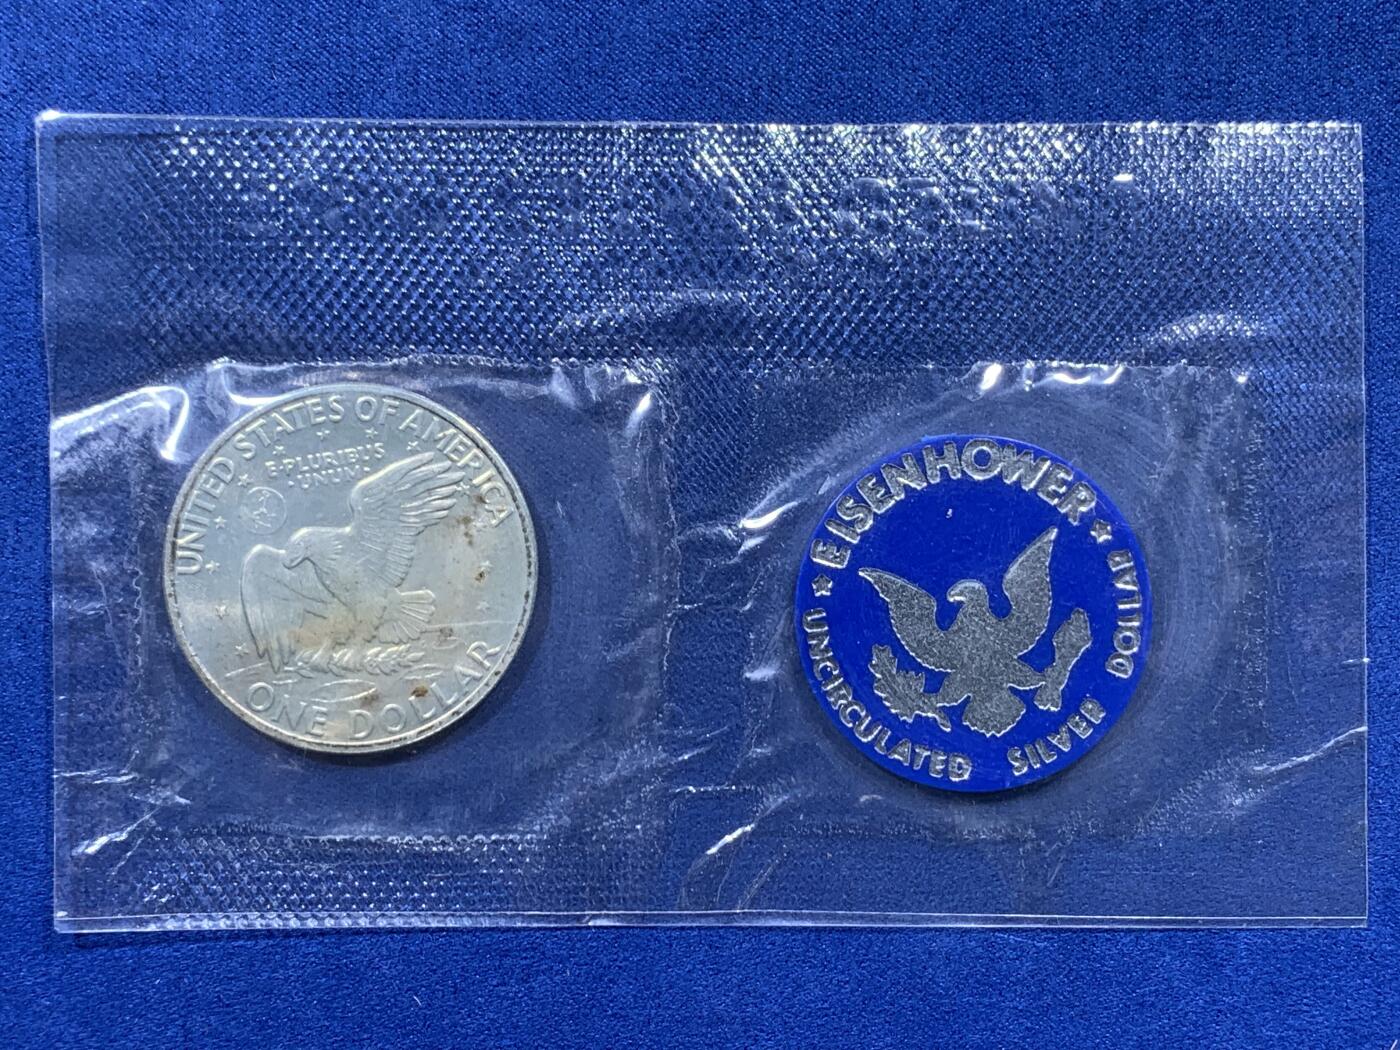 UNITED STATES OF AMERICA
E·PLURIBUS
UNUM
ONE DOLLAR
EISENHOWER
UNCIRCULATED SILVER DOLLAR